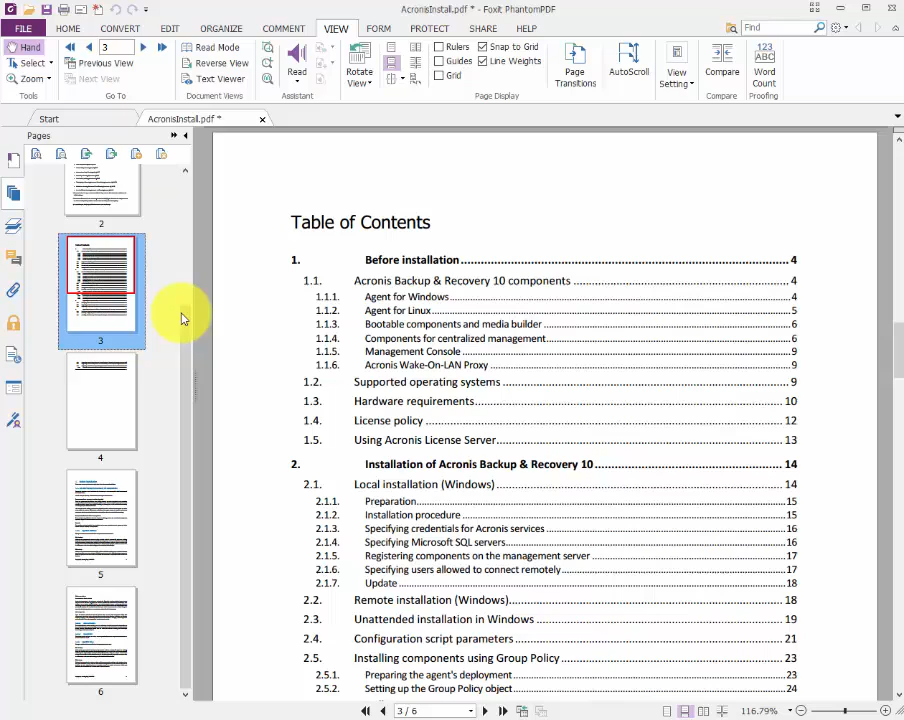 AcronisInstall.pdf * - Foxit PhantomPDF
FILE HOME CONVERT EDIT ORGANIZE COMMENT VIEW FORM PROTECT SHARE HELP Find
Hand 3 Read Mode Rulers Snap to Grid 123
Select Previous View Reverse View Guides Line Weights ABC
Zoom Next View Text Viewer Read Rotate View Grid Page Transitions AutoScroll View Setting Compare Word Count
Tools Go To Document Views Assistant Page Display Compare Proofing
Start AcronisInstall.pdf *
Pages
2
3
4
5
6
Table of Contents
1. Before installation 4
1.1. Acronis Backup & Recovery 10 components 4
1.1.1. Agent for Windows 4
1.1.2. Agent for Linux 5
1.1.3. Bootable components and media builder 6
1.1.4. Components for centralized management 6
1.1.5. Management Console 9
1.1.6. Acronis Wake-On-LAN Proxy 9
1.2. Supported operating systems 9
1.3. Hardware requirements 10
1.4. License policy 12
1.5. Using Acronis License Server 13
2. Installation of Acronis Backup & Recovery 10 14
2.1. Local installation (Windows) 14
2.1.1. Preparation 15
2.1.2. Installation procedure 15
2.1.3. Specifying credentials for Acronis services 16
2.1.4. Specifying Microsoft SQL servers 16
2.1.5. Registering components on the management server 17
2.1.6. Specifying users allowed to connect remotely 17
2.1.7. Update 18
2.2. Remote installation (Windows) 18
2.3. Unattended installation in Windows 19
2.4. Configuration script parameters 21
2.5. Installing components using Group Policy 23
2.5.1. Preparing the agent's deployment 23
2.5.2. Setting up the Group Policy object 24
3 / 6 116.79%